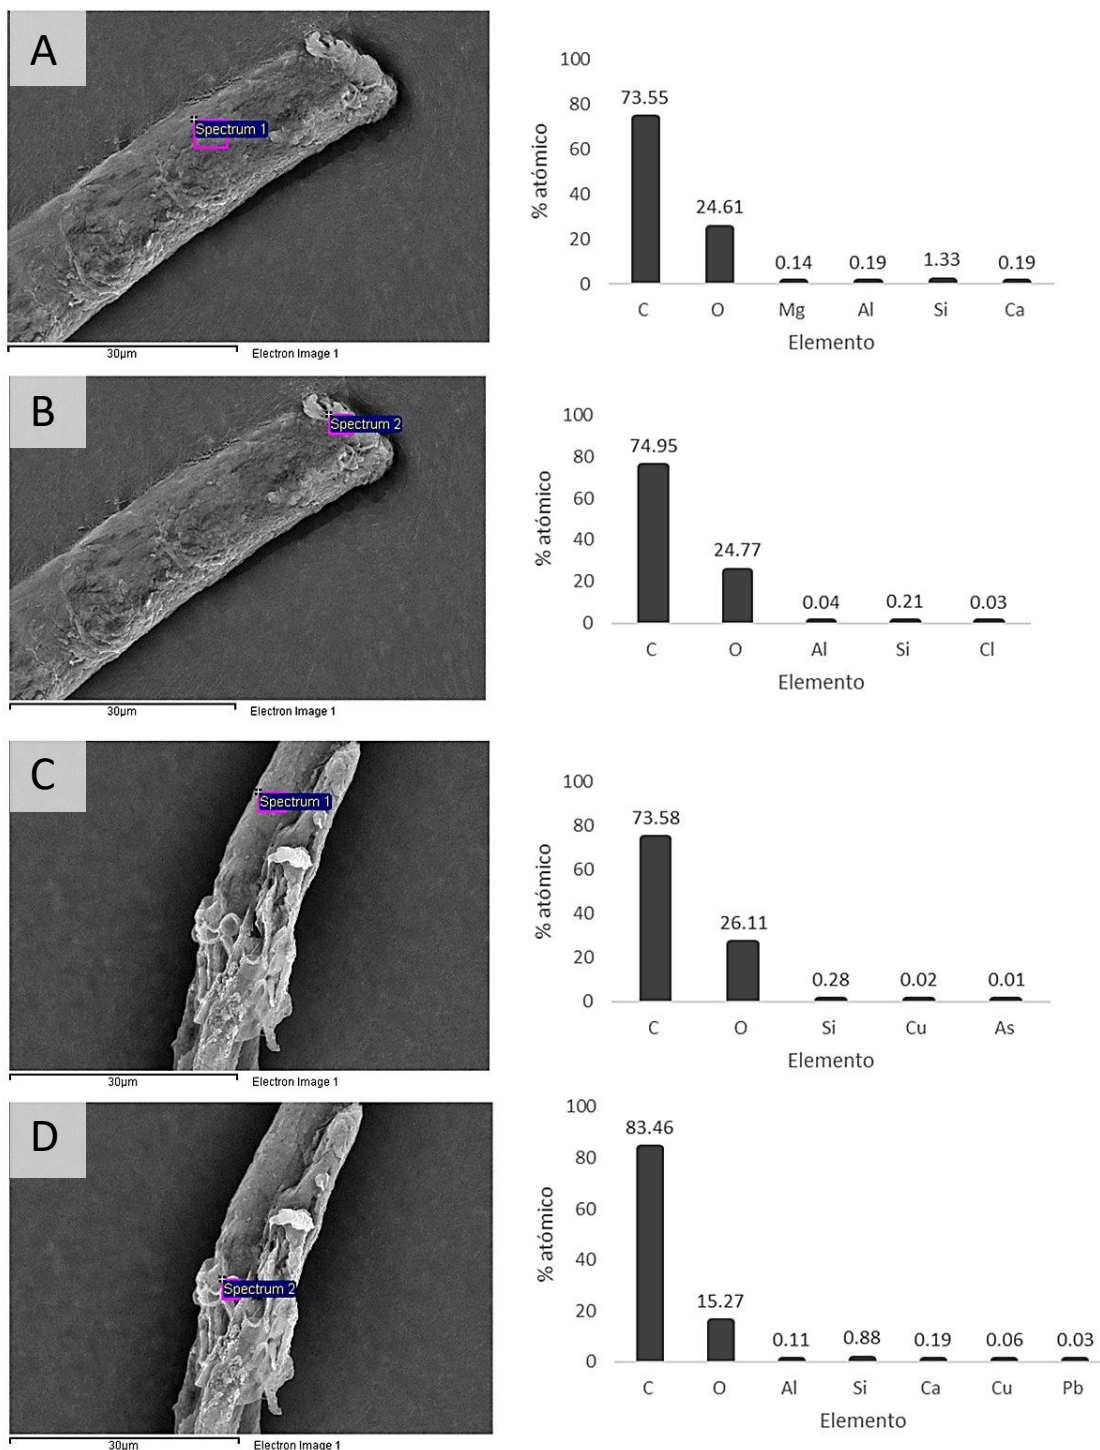 A
Spectrum 1
30µm Electron Image 1
% atómico
100
80
60
40
20
0
73.55 24.61 0.14 0.19 1.33 0.19
C O Mg Al Si Ca
Elemento
B
Spectrum 2
30µm Electron Image 1
% atómico
100
80
60
40
20
0
74.95 24.77 0.04 0.21 0.03
C O Al Si Cl
Elemento
C
Spectrum 1
30µm Electron Image 1
% atómico
100
80
60
40
20
0
73.58 26.11 0.28 0.02 0.01
C O Si Cu As
Elemento
D
Spectrum 2
30µm Electron Image 1
% atómico
100
80
60
40
20
0
83.46 15.27 0.11 0.88 0.19 0.06 0.03
C O Al Si Ca Cu Pb
Elemento